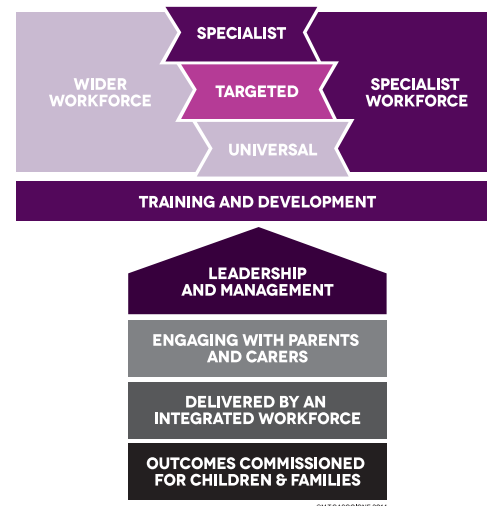 SPECIALIST
WIDER
WORKFORCE
TARGETED
SPECIALIST
WORKFORCE
UNIVERSAL
TRAINING AND DEVELOPMENT
LEADERSHIP
AND MANAGEMENT
ENGAGING WITH PARENTS
AND CARERS
DELIVERED BY AN
INTEGRATED WORKFORCE
OUTCOMES COMMISSIONED
FOR CHILDREN & FAMILIES